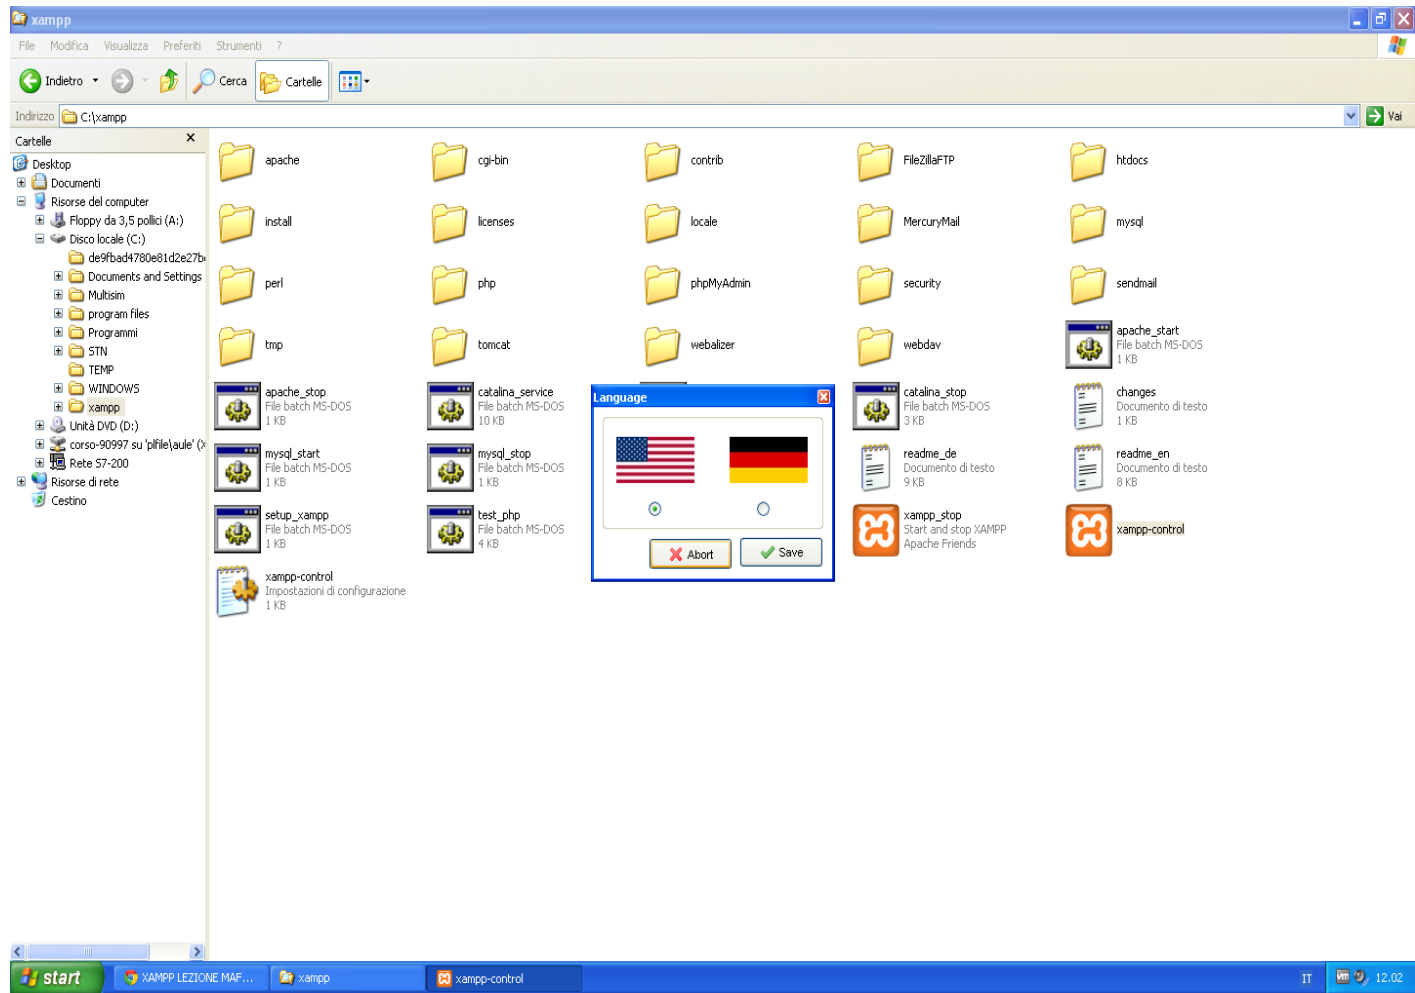 xampp
File Modifica Visualizza Preferiti Strumenti ?
Indietro Cerca Cartelle
Indirizzo C:\xampp Vai
Cartelle
Desktop
Documenti
Risorse del computer
Floppy da 3,5 pollici (A:)
Disco locale (C:)
de9fbad4780e81d2e27b
Documents and Settings
Multisim
program files
Programmi
STN
TEMP
WINDOWS
xampp
Unità DVD (D:)
corso-90997 su 'plfile\aule' (
Rete S7-200
Risorse di rete
Cestino
apache cgi-bin contrib FileZillaFTP htdocs
install licenses locale MercuryMail mysql
perl php phpMyAdmin security sendmail
tmp tomcat webalizer webdav
apache_start
File batch MS-DOS
1 KB
apache_stop
File batch MS-DOS
1 KB
catalina_service
File batch MS-DOS
10 KB
catalina_stop
File batch MS-DOS
3 KB
changes
Documento di testo
1 KB
mysql_start
File batch MS-DOS
1 KB
mysql_stop
File batch MS-DOS
1 KB
readme_de
Documento di testo
9 KB
readme_en
Documento di testo
8 KB
setup_xampp
File batch MS-DOS
1 KB
test_php
File batch MS-DOS
4 KB
xampp_stop
Start and stop XAMPP
Apache Friends
xampp-control
xampp-control
Impostazioni di configurazione
1 KB
Language
Abort Save
start XAMPP LEZIONE MAF... xampp xampp-control IT 12.02